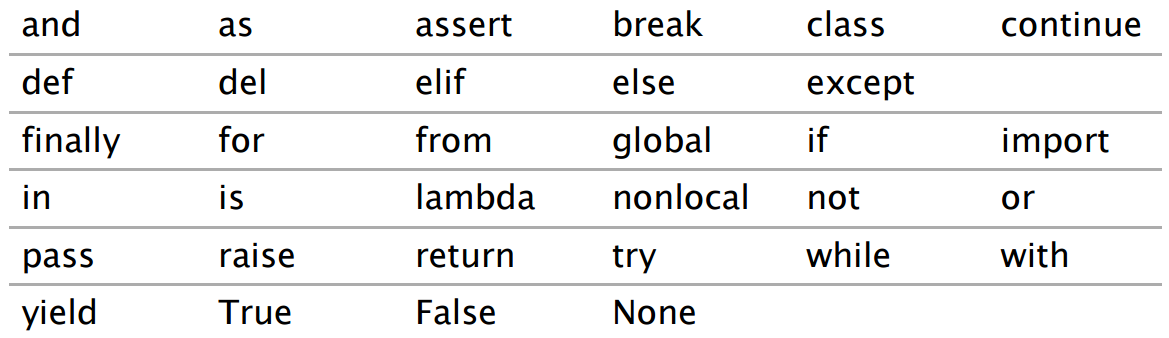 and as assert break class continue
def del elif else except
finally for from global if import
in is lambda nonlocal not or
pass raise return try while with
yield True False None